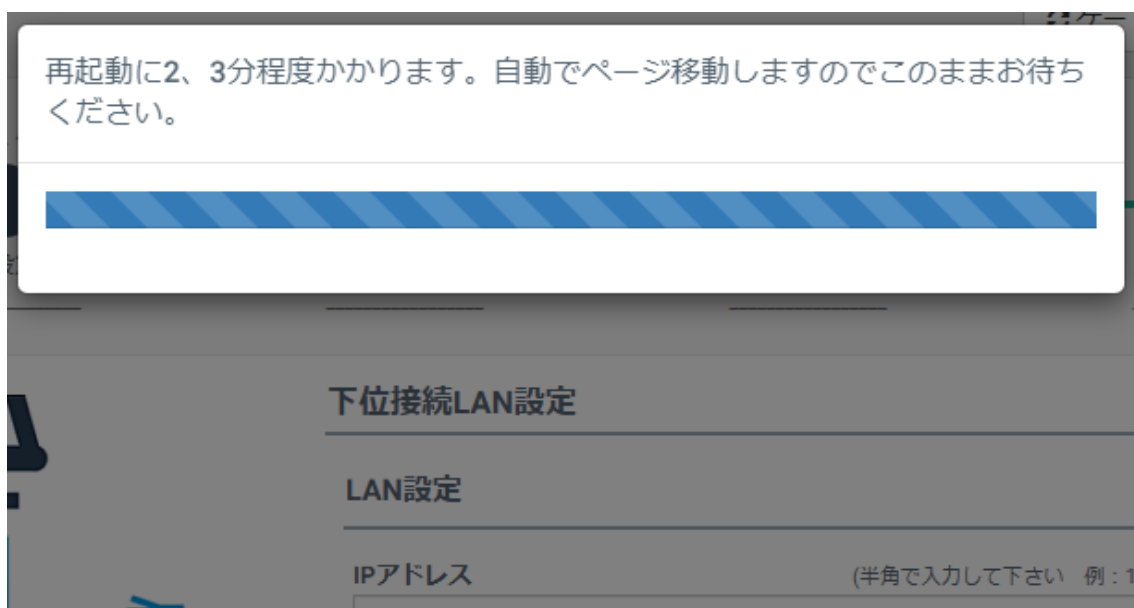 再起動に2、3分程度かかります。自動でページ移動しますのでこのままお待ち
ください。
下位接続LAN設定
LAN設定
IPアドレス
(半角で入力して下さい 例：1